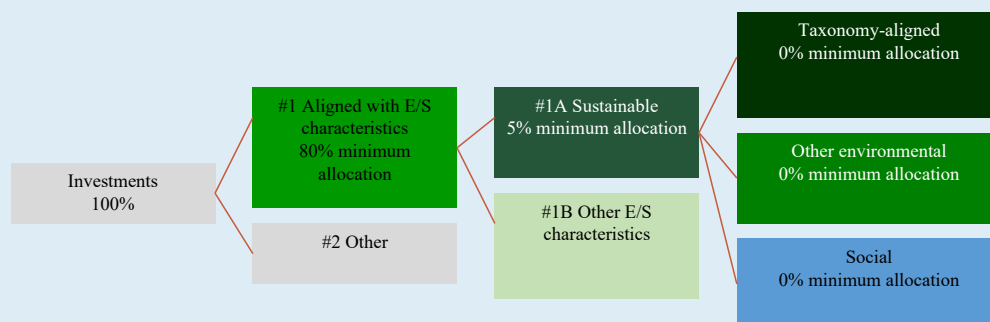 Investments
100%
#1 Aligned with E/S
characteristics
80% minimum
allocation
#2 Other
#1A Sustainable
5% minimum allocation
#1B Other E/S
characteristics
Taxonomy-aligned
0% minimum allocation
Other environmental
0% minimum allocation
Social
0% minimum allocation